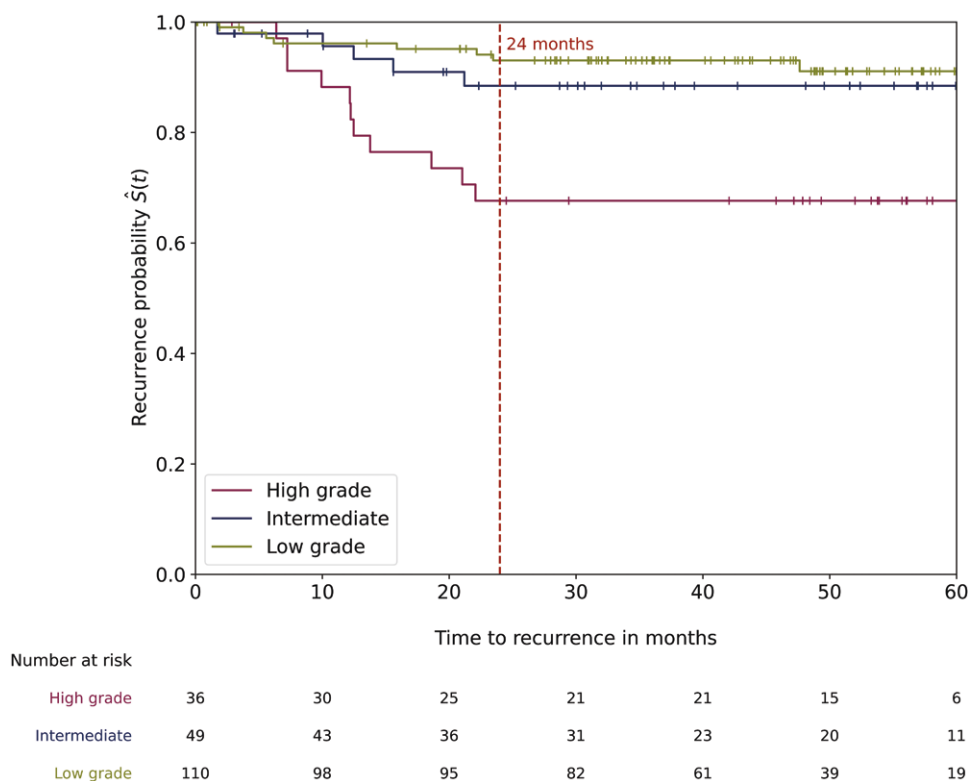 1.0
24 months
0.8
0.6
0.4
0.2
0.0
Recurrence probability Ŝ(t)
High grade
Intermediate
Low grade
0 10 20 30 40 50 60
Time to recurrence in months
Number at risk
High grade 36 30 25 21 21 15 6
Intermediate 49 43 36 31 23 20 11
Low grade 110 98 95 82 61 39 19